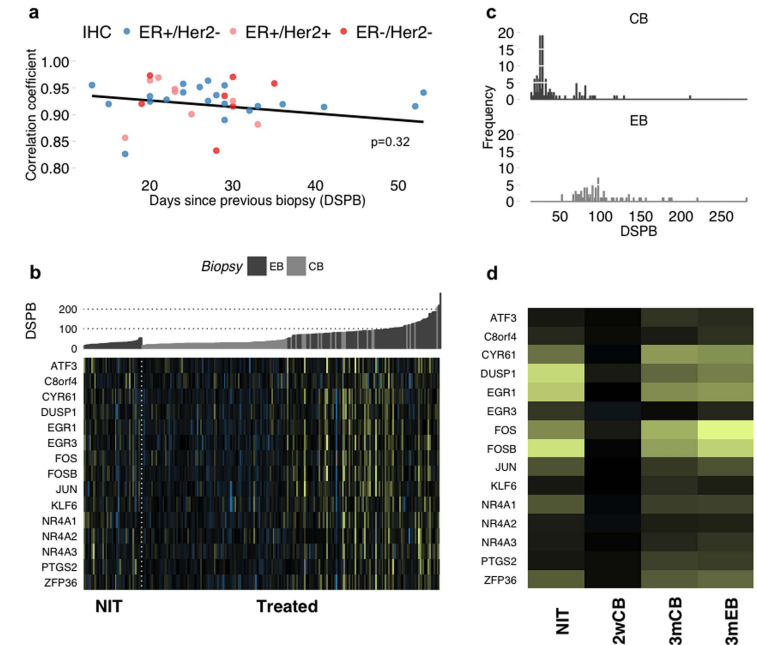 a
IHC ER+/Her2- ER+/Her2+ ER-/Her2-
Correlation coefficient
1.00
0.95
0.90
0.85
0.80
p=0.32
20 30 40 50
Days since previous biopsy (DSPB)
c
CB
Frequency
20
15
10
5
0
EB
20
15
10
5
0
50 100 150 200 250
DSPB
b
Biopsy EB CB
DSPB
200
100
0
ATF3
C8orf4
CYR61
DUSP1
EGR1
EGR3
FOS
FOSB
JUN
KLF6
NR4A1
NR4A2
NR4A3
PTGS2
ZFP36
NIT Treated
d
ATF3
C8orf4
CYR61
DUSP1
EGR1
EGR3
FOS
FOSB
JUN
KLF6
NR4A1
NR4A2
NR4A3
PTGS2
ZFP36
NIT 2wCB 3mCB 3mEB